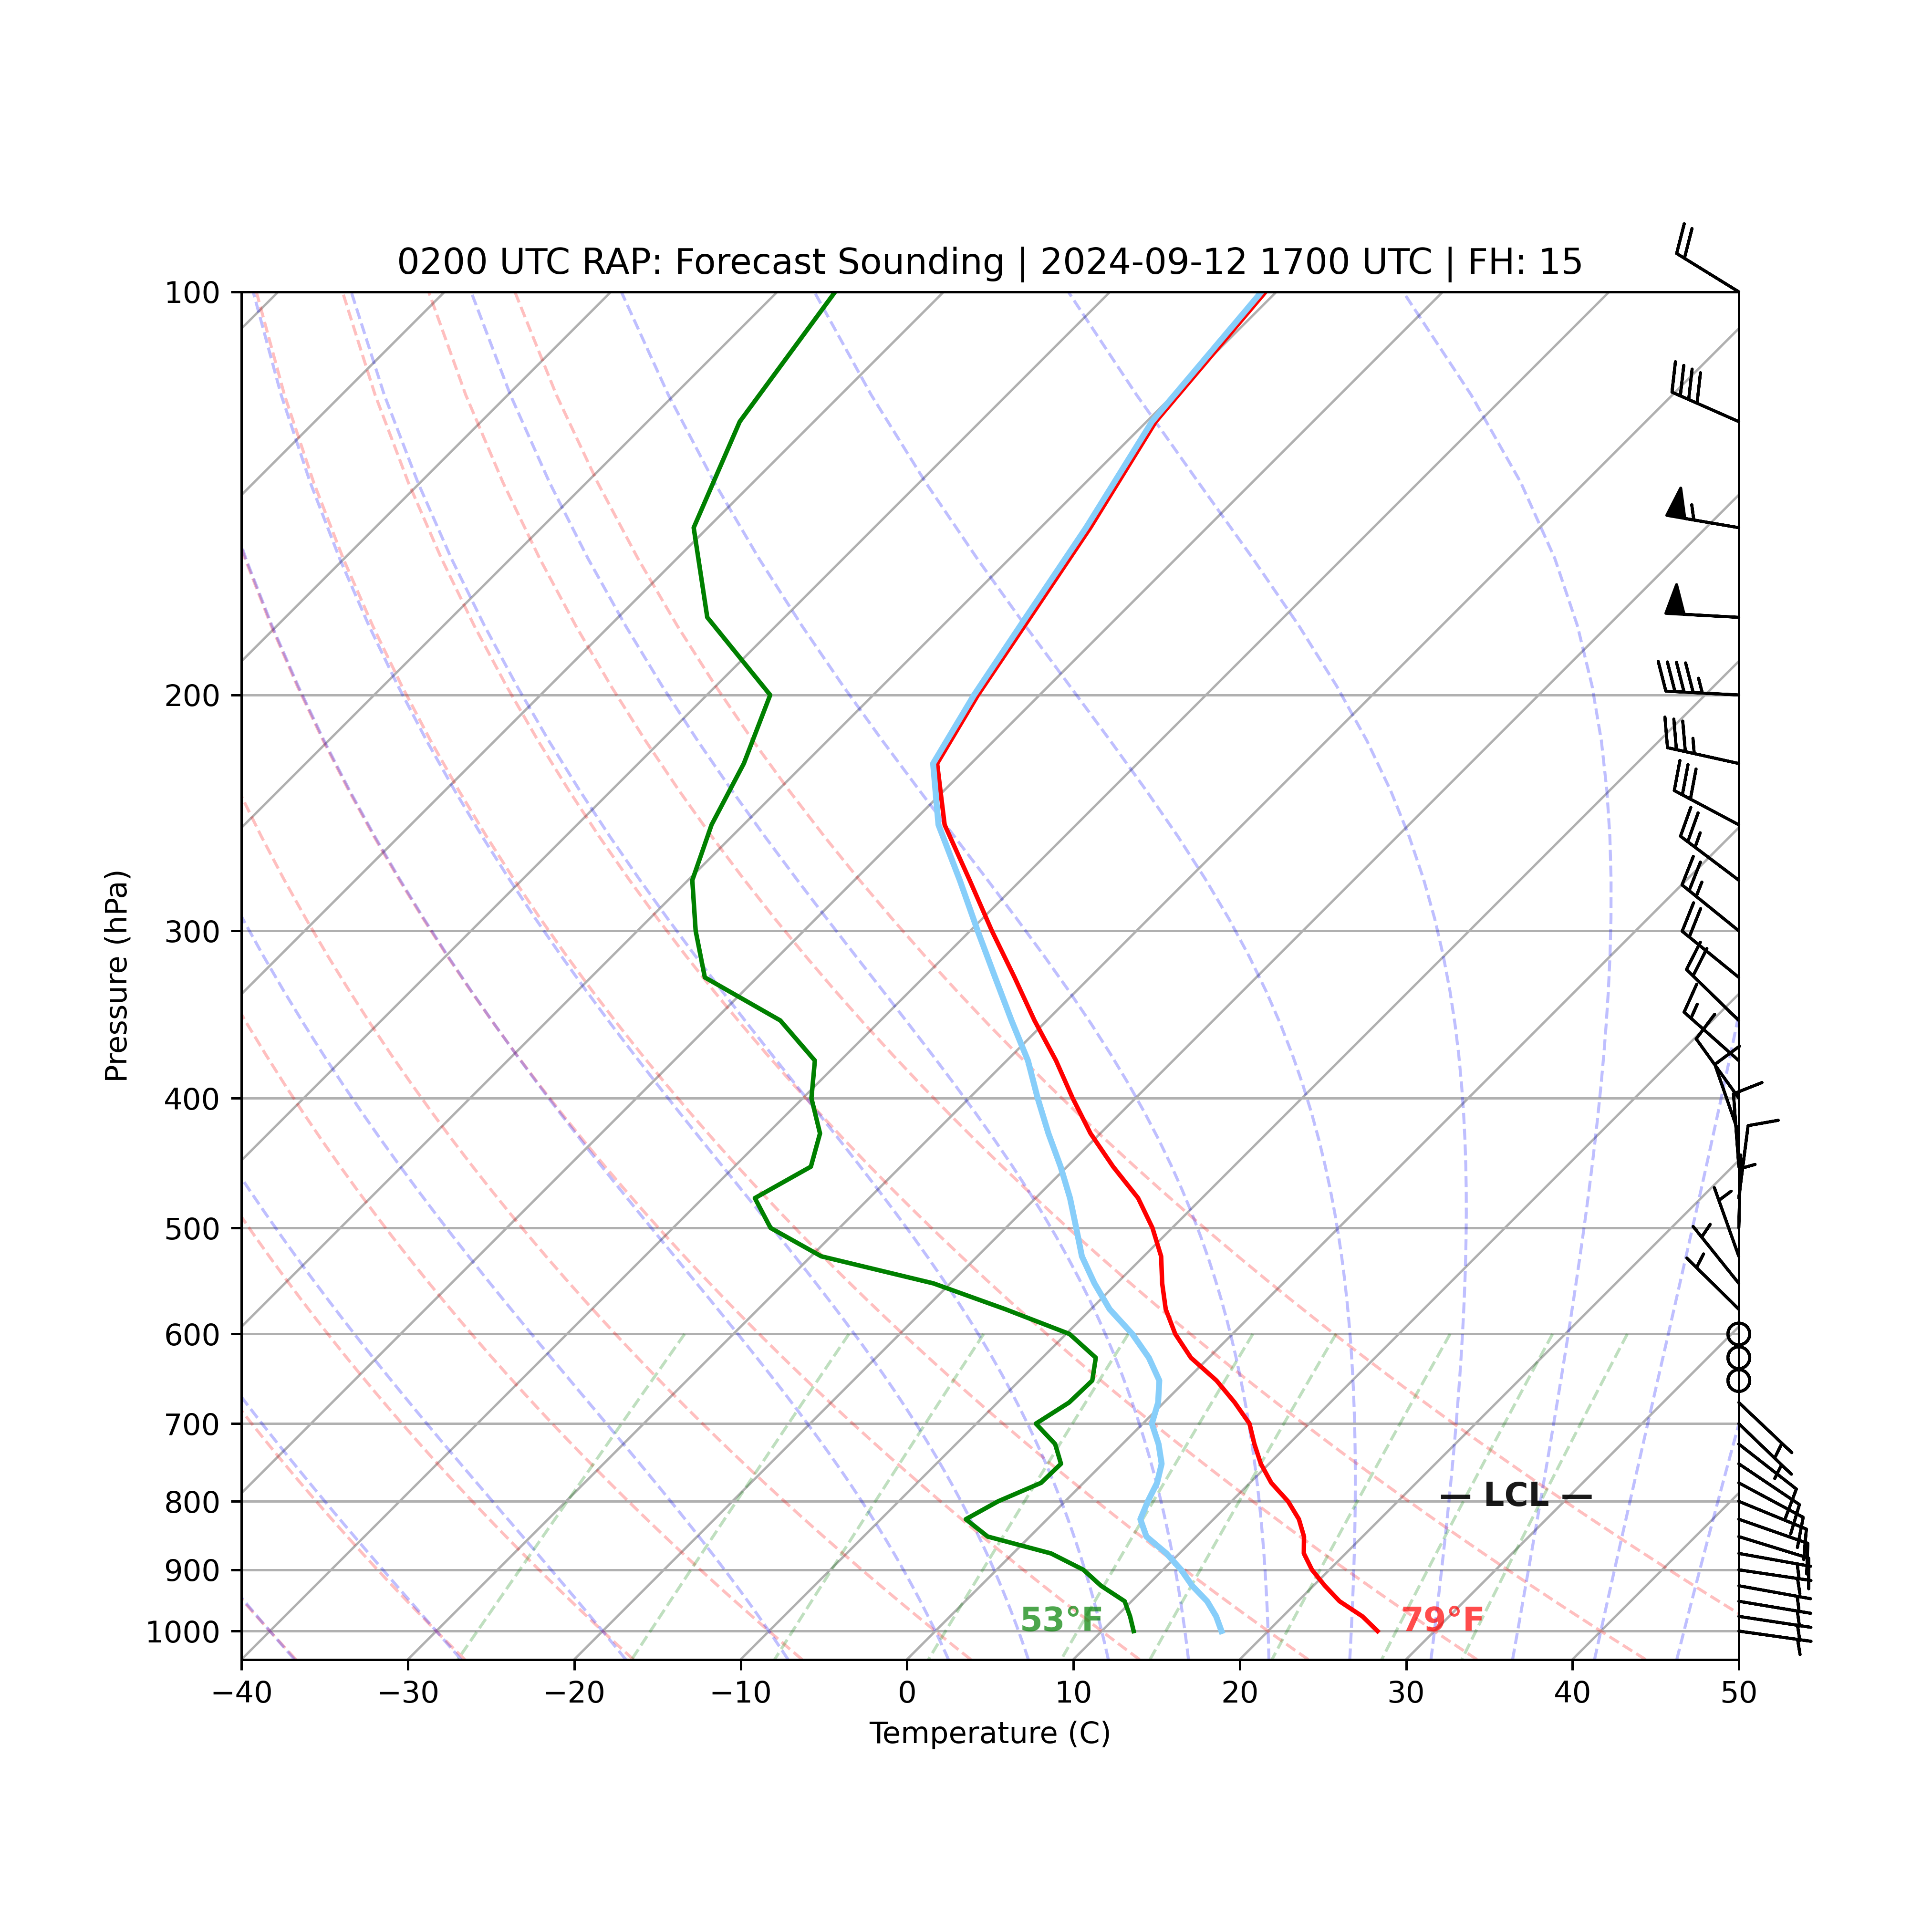 0200 UTC RAP: Forecast Sounding | 2024-09-12 1700 UTC | FH: 15
100
200
300
400
500
600
700
800
900
1000
Pressure (hPa)
— LCL —
53°F
79°F
−40 −30 −20 −10 0 10 20 30 40 50
Temperature (C)